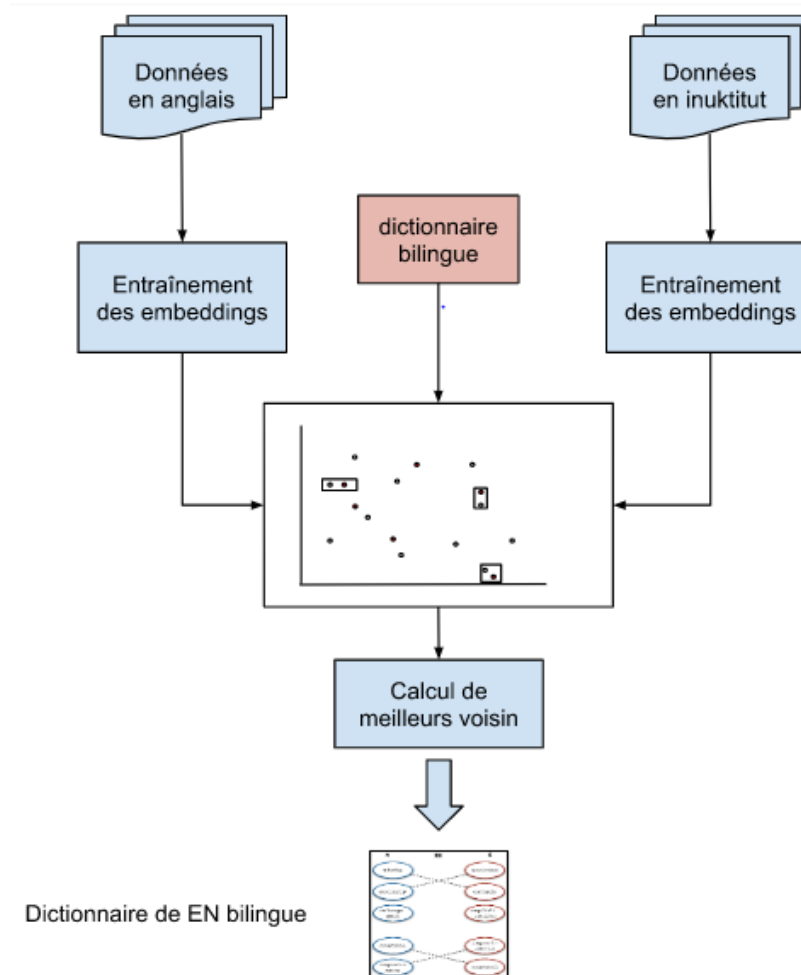 Données
en anglais
Données
en inuktitut
dictionnaire
bilingue
Entraînement
des embeddings
Entraînement
des embeddings
Calcul de
meilleurs voisin
Dictionnaire de EN bilingue